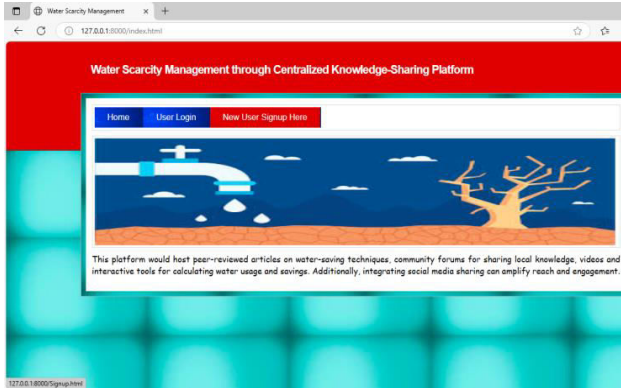 Water Scarcity Management
127.0.0.1:8000/index.html
Water Scarcity Management through Centralized Knowledge-Sharing Platform
Home User Login New User Signup Here
This platform would host peer-reviewed articles on water-saving techniques, community forums for sharing local knowledge, videos and
interactive tools for calculating water usage and savings. Additionally, integrating social media sharing can amplify reach and engagement.
127.0.0.1:8000/Signup.html